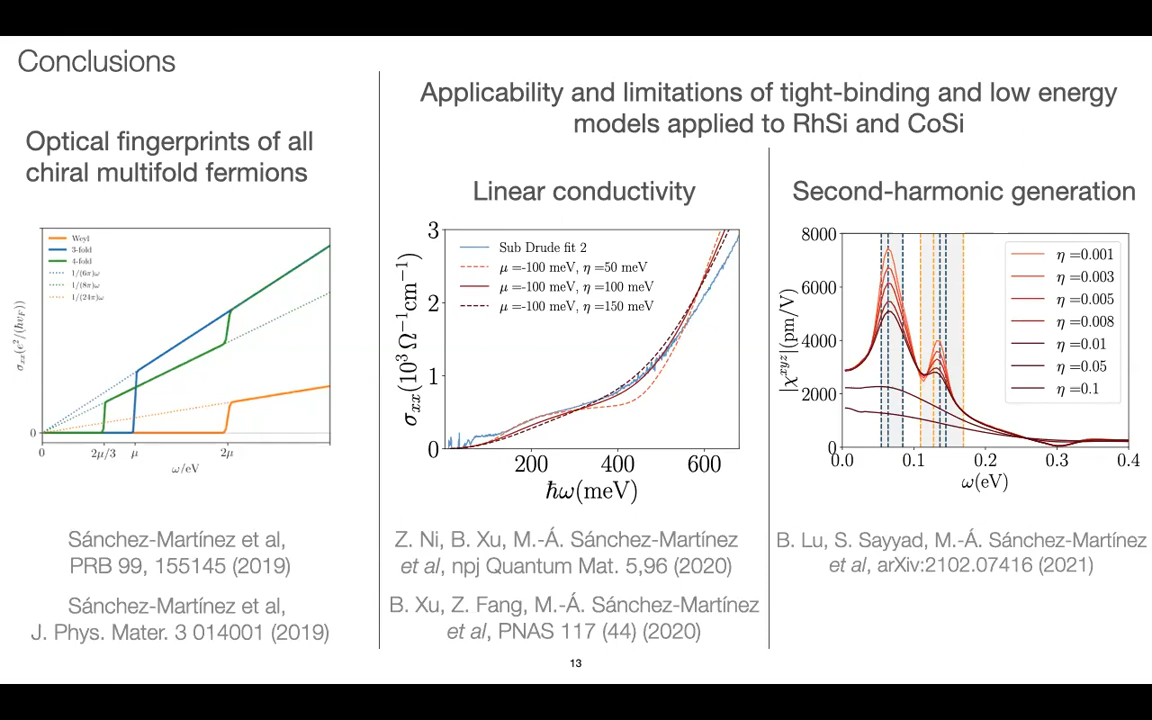 Conclusions
Optical fingerprints of all
chiral multifold fermions
Weyl
3-fold
4-fold
1/(6π)ω
1/(8π)ω
1/(24π)ω
σxx(e²/(ħνF))
0
0
2μ/3
μ
2μ
ω/eV
Sánchez-Martínez et al,
PRB 99, 155145 (2019)
Sánchez-Martínez et al,
J. Phys. Mater. 3 014001 (2019)
Applicability and limitations of tight-binding and low energy
models applied to RhSi and CoSi
Linear conductivity
Sub Drude fit 2
μ =-100 meV, η =50 meV
μ =-100 meV, η =100 meV
μ =-100 meV, η =150 meV
σxx(10³ Ω⁻¹cm⁻¹)
3
2
1
0
200
400
600
ħω(meV)
Z. Ni, B. Xu, M.-Á. Sánchez-Martínez
et al, npj Quantum Mat. 5,96 (2020)
B. Xu, Z. Fang, M.-Á. Sánchez-Martínez
et al, PNAS 117 (44) (2020)
Second-harmonic generation
η =0.001
η =0.003
η =0.005
η =0.008
η =0.01
η =0.05
η =0.1
|χxyz|(pm/V)
8000
6000
4000
2000
0
0.0
0.1
0.2
0.3
0.4
ω(eV)
B. Lu, S. Sayyad, M.-Á. Sánchez-Martínez
et al, arXiv:2102.07416 (2021)
13